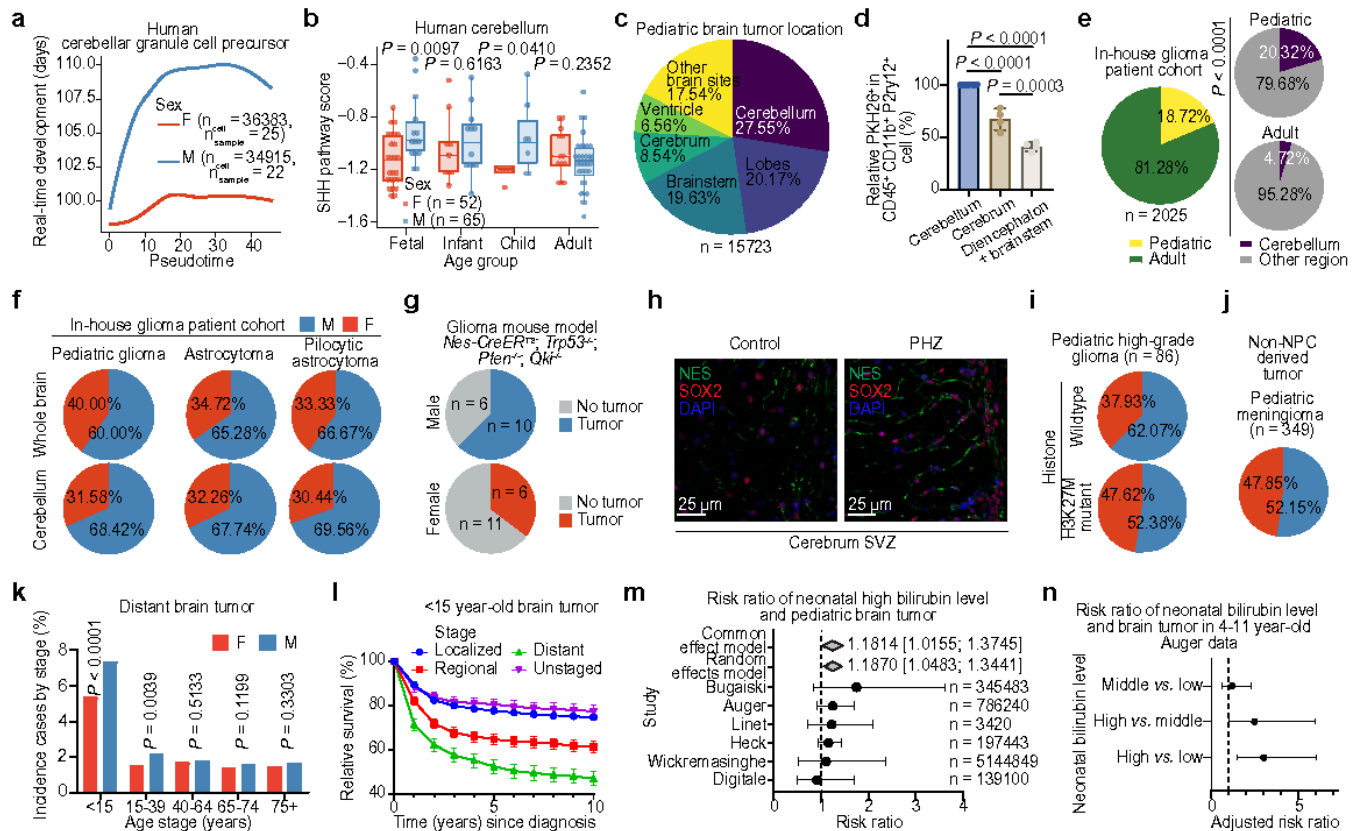 a
Human
cerebellar granule cell precursor
Real-time development (days)
110.0
107.5
105.0
102.5
100.0
Sex
F (n cell = 36383,
n sample = 25)
M (n cell = 34915,
n sample = 22
0
10
20
30
40
Pseudotime
b
Human cerebellum
P = 0.0097
P = 0.0410
P = 0.6163
P = 0.2352
SHH pathway score
−0.4
−0.8
−1.2
−1.6
Sex
F (n = 52)
M (n = 65)
Fetal
Infant
Child
Adult
Age group
c
Pediatric brain tumor location
Other
brain sites
17.54%
Ventricle
6.56%
Cerebrum
8.54%
Brainstem
19.63%
Cerebellum
27.55%
Lobes
20.17%
n = 15723
d
P < 0.0001
P < 0.0001
P = 0.0003
Relative PKH26+ in
CD45+ CD11b+ P2ry12+
cell (%)
100
50
0
Cerebellum
Cerebrum
Diencephalon
+ brainstem
e
In-house glioma
patient cohort
18.72%
81.28%
n = 2025
Pediatric
Adult
P < 0.0001
Pediatric
20.32%
79.68%
Adult
4.72%
95.28%
Cerebellum
Other region
f
In-house glioma patient cohort
M
F
Pediatric glioma
Astrocytoma
Pilocytic
astrocytoma
Whole brain
40.00%
60.00%
34.72%
65.28%
33.33%
66.67%
Cerebellum
31.58%
68.42%
32.26%
67.74%
30.44%
69.56%
g
Glioma mouse model
Nes-CreERT2; Trp53-/-;
Pten-/-; Qki-/-
Male
n = 6
n = 10
No tumor
Tumor
Female
n = 6
n = 11
No tumor
Tumor
h
Control
PHZ
NES
SOX2
DAPI
25 µm
NES
SOX2
DAPI
25 µm
Cerebrum SVZ
i
Pediatric high-grade
glioma (n = 86)
Histone
Wildtype
37.93%
62.07%
H3K27M
mutant
47.62%
52.38%
j
Non-NPC
derived
tumor
Pediatric
meningioma
(n = 349)
47.85%
52.15%
k
Distant brain tumor
F
M
Incidence cases by stage (%)
8
6
4
2
0
P < 0.0001
P = 0.0039
P = 0.5133
P = 0.1199
P = 0.3303
<15
15-39
40-64
65-74
75+
Age stage (years)
l
<15 year-old brain tumor
Stage
Localized
Distant
Regional
Unstaged
Relative survival (%)
100
80
60
40
0
5
10
Time (years) since diagnosis
m
Risk ratio of neonatal high bilirubin level
and pediatric brain tumor
Common
effect model
1.1814 [1.0155; 1.3745]
Random
effects model
1.1870 [1.0483; 1.3441]
Study
Bugaiski
n = 345483
Auger
n = 786240
Linet
n = 3420
Heck
n = 197443
Wickremasinghe
n = 5144849
Digitale
n = 139100
0
1
2
3
4
Risk ratio
n
Risk ratio of neonatal bilirubin level
and brain tumor in 4-11 year-old
Auger data
Neonatal bilirubin level
Middle vs. low
High vs. middle
High vs. low
0
5
Adjusted risk ratio